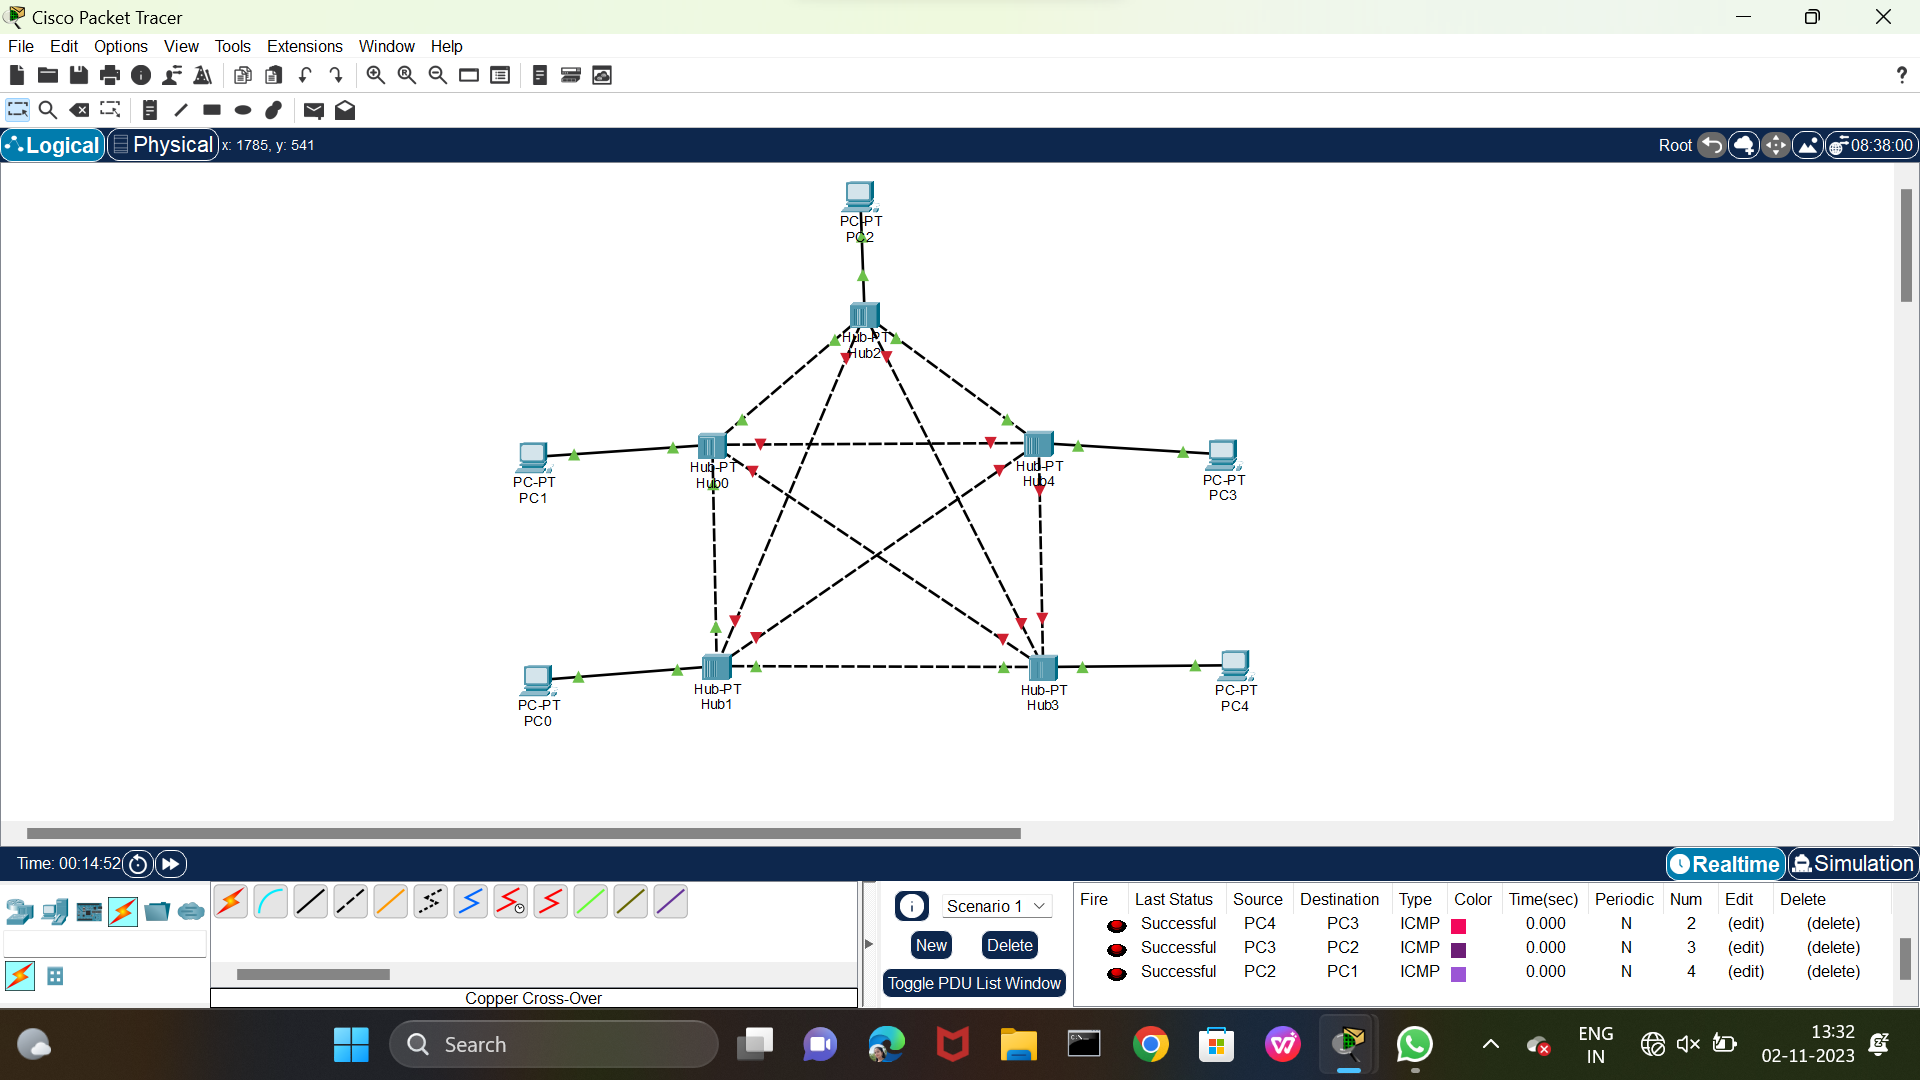 Cisco Packet Tracer
File Edit Options View Tools Extensions Window Help
?
Logical Physical x: 1785, y: 541 Root 08:38:00
PC-PT
PC2
Hub-PT
Hub2
PC-PT
PC1
Hub-PT
Hub0
Hub-PT
Hub4
PC-PT
PC3
PC-PT
PC0
Hub-PT
Hub1
Hub-PT
Hub3
PC-PT
PC4
Time: 00:14:52 Realtime Simulation
Copper Cross-Over
Scenario 1
New Delete
Toggle PDU List Window
Fire Last Status Source Destination Type Color Time(sec) Periodic Num Edit Delete
Successful PC4 PC3 ICMP 0.000 N 2 (edit) (delete)
Successful PC3 PC2 ICMP 0.000 N 3 (edit) (delete)
Successful PC2 PC1 ICMP 0.000 N 4 (edit) (delete)
Search
ENG
IN
13:32
02-11-2023